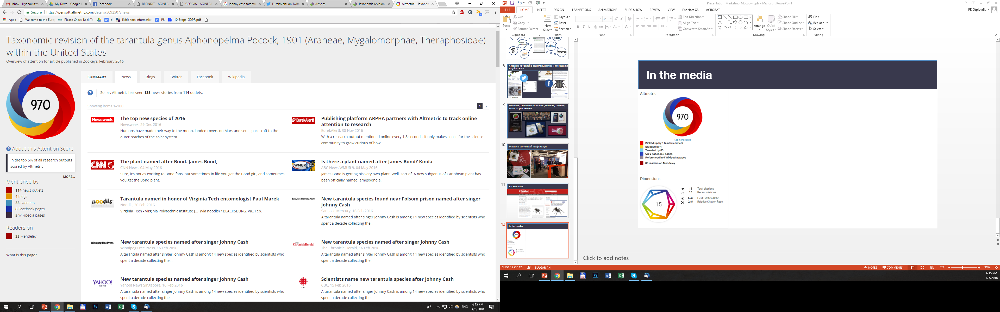 Inbox - iliyanakuzm
My Drive - Google
Facebook
REFINDIT - AGINFRA
GEO VIS - AGINFRA
johnny cash tarantu
EurekAlert! on Twitt
Articles
Taxonomic revision
Altmetric – Taxonom
Secure
https://pensoft.altmetric.com/details/5092507/news
Apps
Welcome to the Euro
Please Check Back To
d
Exhibitors Informatio
PS
10_Steps_GDPR.pdf
Taxonomic revision of the tarantula genus Aphonopelma Pocock, 1901 (Araneae, Mygalomorphae, Theraphosidae)
within the United States
Overview of attention for article published in ZooKeys, February 2016
970
SUMMARY
News
Blogs
Twitter
Facebook
Wikipedia
So far, Altmetric has seen 135 news stories from 114 outlets.
Showing items 1–100
1 2
About this Attention Score
In the top 5% of all research outputs
scored by Altmetric
MORE...
Mentioned by
114 news outlets
4 blogs
35 tweeters
6 Facebook pages
5 Wikipedia pages
Readers on
33 Mendeley
What is this page?
Newsweek
The top new species of 2016
Newsweek, 29 Dec 2016
Humans have made their way to the moon, landed rovers on Mars and sent spacecraft to the
outer reaches of the solar system.
EurekAlert!
Publishing platform ARPHA partners with Altmetric to track online
attention to research
EurekAlert!, 30 Nov 2016
With a research output mentioned online every 1.8 seconds, it only makes sense for the science
community to grow curious of how…
CNN
The plant named after Bond. James Bond,
CNN News, 04 May 2016
Sure, it's not as exciting to Bond fans, but sometimes in life you get the Bond girl, and sometimes
you get the Bond plant.
WMUR 9 abc
Is there a plant named after James Bond? Kinda
ABC News WMUR 9, 04 May 2016
James Bond is getting his very own plant! Well, sort of. A new subgenus of Caribbean plant has
been officially named Jamesbondia.
noodls
Tarantula named in honor of Virginia Tech entomologist Paul Marek
Noodls, 26 Feb 2016
Virginia Tech - Virginia Polytechnic Institute [...] (via noodls) / BLACKSBURG, Va., Feb.
San Jose Mercury News
New tarantula species found near Folsom prison named after singer
Johnny Cash
San Jose Mercury, 16 Feb 2016
A tarantula named after singer Johnny Cash is among 14 new species identified by scientists who
spent a decade collecting the…
Winnipeg Free Press
New tarantula species named after singer Johnny Cash
Winnipeg Free Press, 16 Feb 2016
A tarantula named after singer Johnny Cash is among 14 new species identified by scientists who
spent a decade collecting the…
The ChronicleHerald
New tarantula species named after singer Johnny Cash
The Chronicle Herald, 16 Feb 2016
A tarantula named after singer Johnny Cash is among 14 new species identified by scientists who
spent a decade collecting the…
YAHOO! NEWS
New tarantula species named after singer Johnny Cash
Yahoo! News Singapore, 16 Feb 2016
A tarantula named after singer Johnny Cash is among 14 new species identified by scientists who
spent a decade collecting the…
CBC
Scientists name new tarantula species after Johnny Cash
CBC, 15 Feb 2016
A tarantula named after singer Johnny Cash is among 14 new species identified by scientists who
spent a decade collecting the…
ENG
6:15 PM
4/5/2018
Presentation_Marketing_Moscow.pptx - Microsoft PowerPoint
FILE
HOME
INSERT
DESIGN
TRANSITIONS
ANIMATIONS
SLIDE SHOW
REVIEW
VIEW
EndNote X8
ACROBAT
PR Otplovdiv
Paste
Cut
Copy
Format Painter
Clipboard
New
Slide
Layout
Reset
Section
Slides
36
Font
Text Direction
Align Text
Convert to SmartArt
Paragraph
Arrange
Quick
Styles
Shape Fill
Shape Outline
Shape Effects
Drawing
Find
Replace
Select
Editing
zenodo
8
Создание профилей в социальных сетях & оповещения
о публикации
9
Marketing collateral: brochures, banners, stickers,
T-shirts, you name it
10
Участие в актуальной конференции
11
PR кампания
EurekAlert!
12
In the media
In the media
Altmetric
970
See more details
Picked up by 114 news outlets
Blogged by 4
Tweeted by 35
On 6 Facebook pages
Referenced in 5 Wikipedia pages
33 readers on Mendeley
Dimensions
15
15 Total citations
15 Recent citations
6.49 Field Citation Ratio
2.84 Relative Citation Ratio
Click to add notes
SLIDE 12 OF 12
BULGARIAN
NOTES
COMMENTS
90%
6:15 PM
4/5/2018